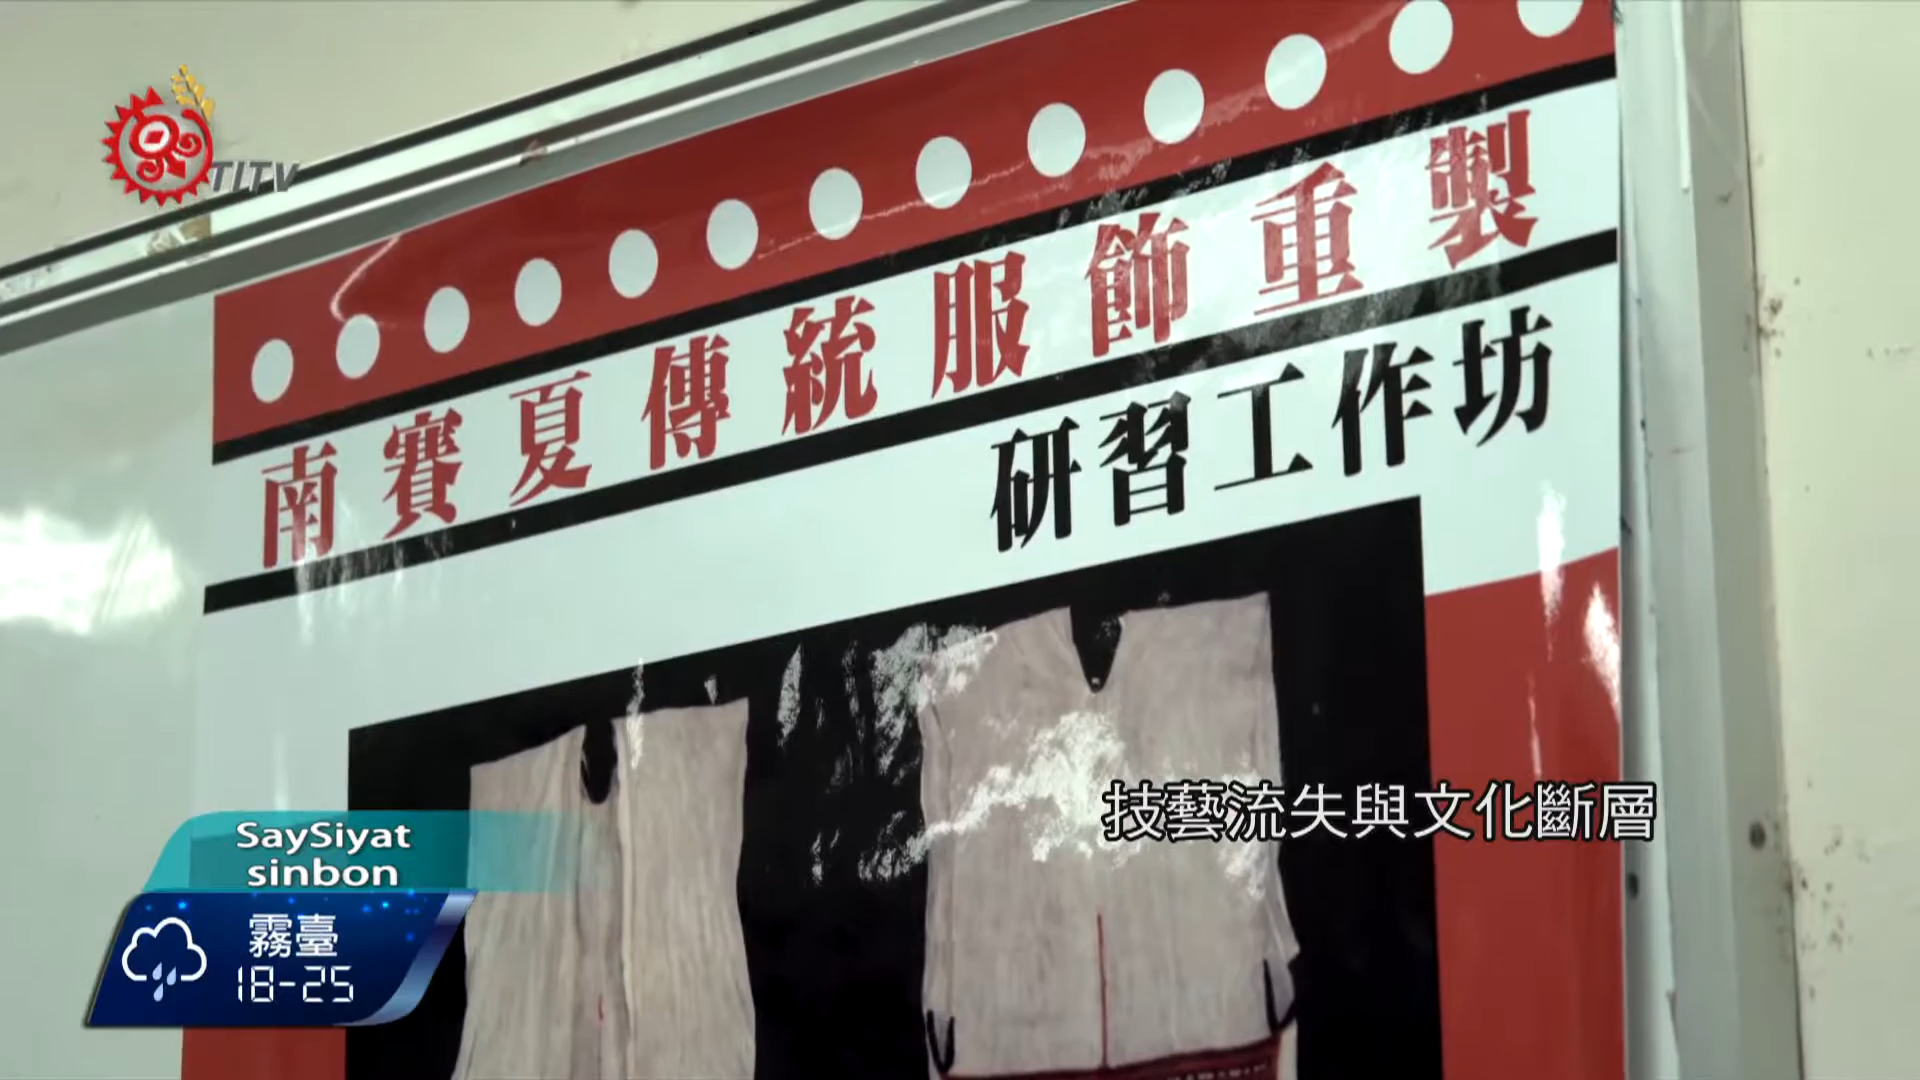 TITV
南賽夏傳統服飾重製
研習工作坊
技藝流失與文化斷層
SaySiyat
sinbon
霧臺
18-25